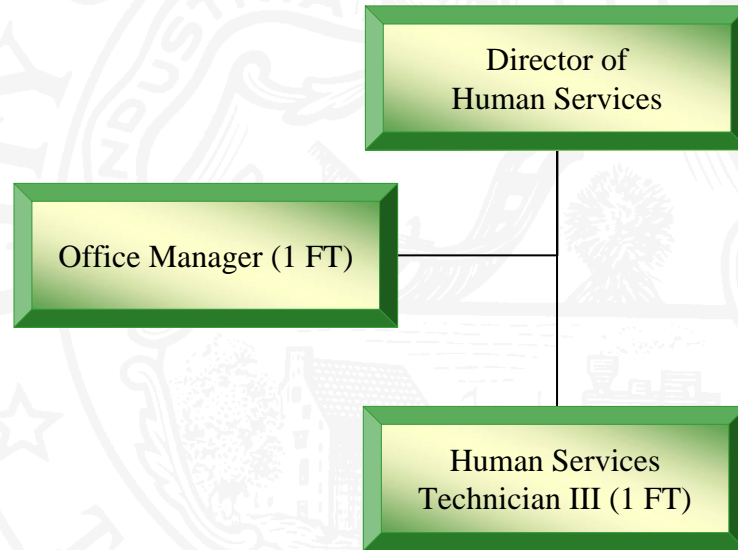 Director of
Human Services
Office Manager (1 FT)
Human Services
Technician III (1 FT)